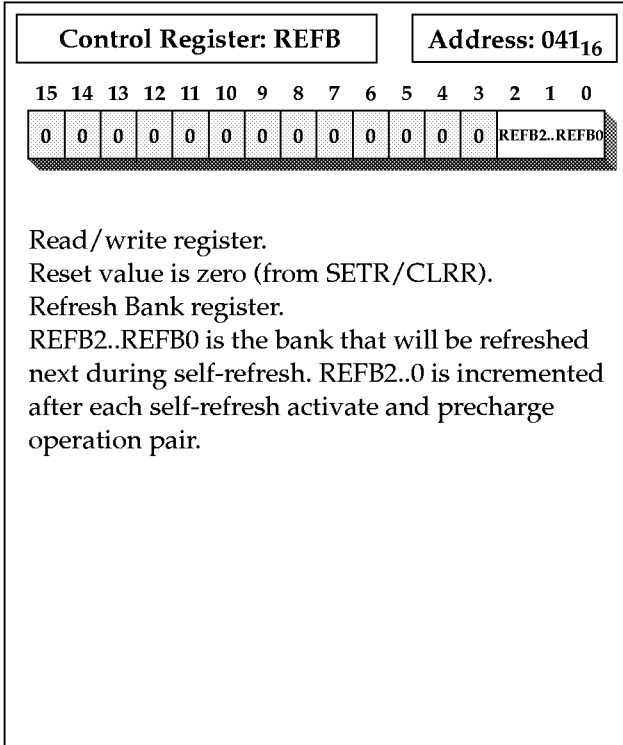 Control Register: REFB
Address: 041₁₆
15 14 13 12 11 10 9 8 7 6 5 4 3 2 1 0
0 0 0 0 0 0 0 0 0 0 0 0 0 REFB2..REFB0
Read/write register.
Reset value is zero (from SETR/CLRR).
Refresh Bank register.
REFB2..REFB0 is the bank that will be refreshed
next during self-refresh. REFB2..0 is incremented
after each self-refresh activate and precharge
operation pair.